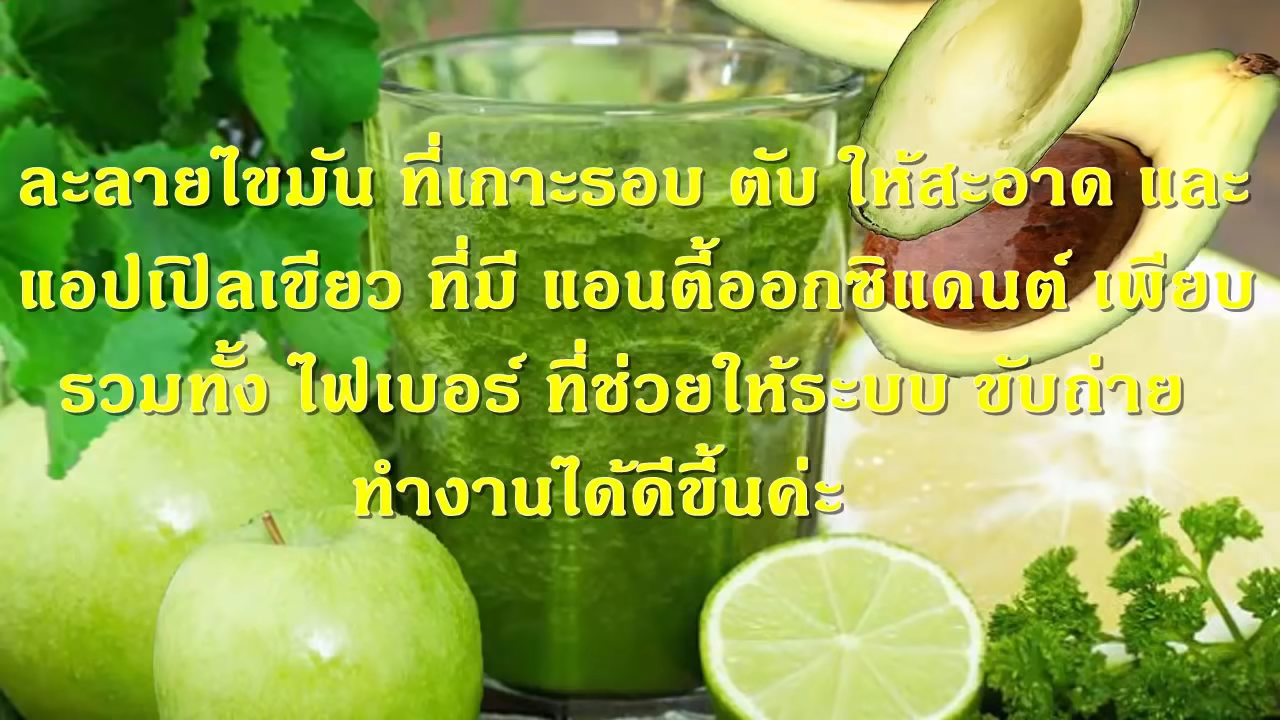 ละลายไขมัน ที่เกาะรอบ ตับ ให้สะอาด และ
แอปเปิลเขียว ที่มี แอนตี้ออกซิแดนต์ เพียบ
รวมทั้ง ไฟเบอร์ ที่ช่วยให้ระบบ ขับถ่าย
ทำงานได้ดีขึ้นค่ะ